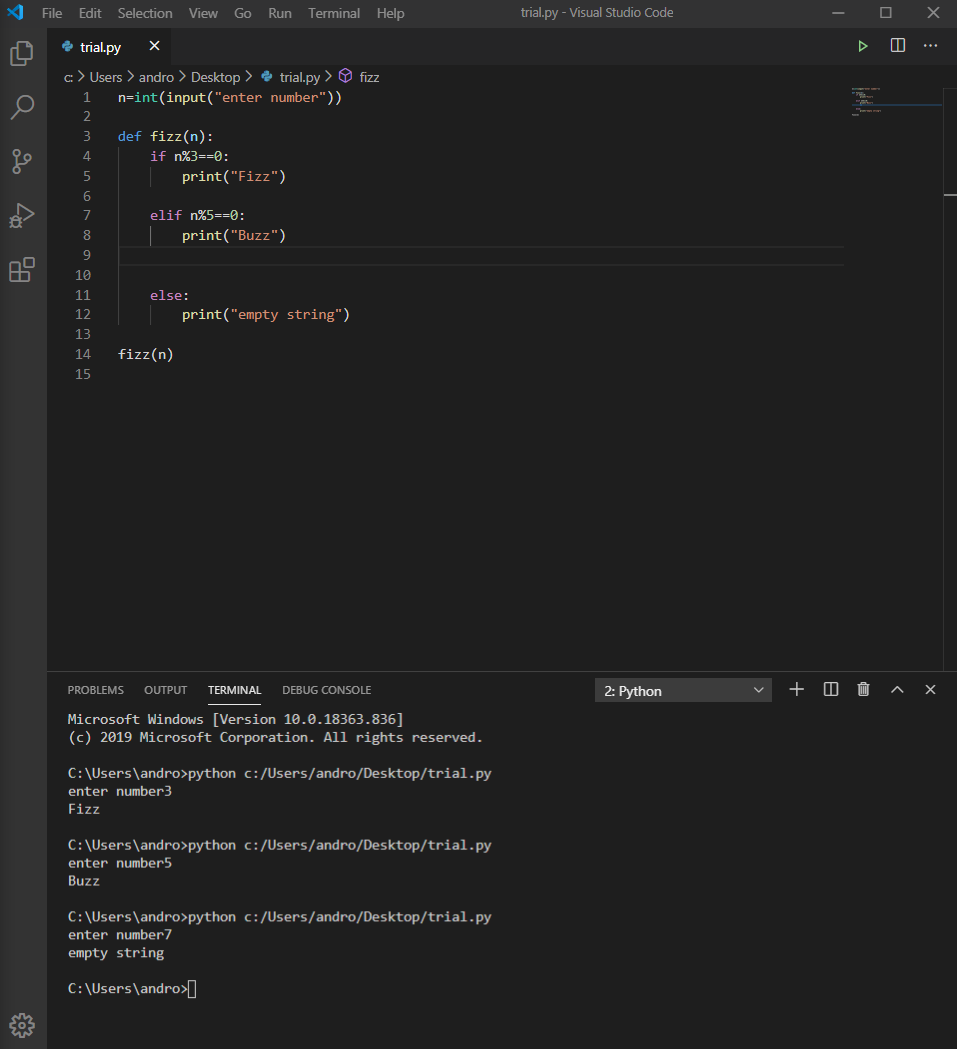 File Edit Selection View Go Run Terminal Help trial.py - Visual Studio Code
trial.py
c: > Users > andro > Desktop > trial.py > fizz
1 n=int(input("enter number"))
2
3 def fizz(n):
4     if n%3==0:
5         print("Fizz")
6
7     elif n%5==0:
8         print("Buzz")
9
10
11     else:
12         print("empty string")
13
14 fizz(n)
15
PROBLEMS OUTPUT TERMINAL DEBUG CONSOLE 2: Python
Microsoft Windows [Version 10.0.18363.836]
(c) 2019 Microsoft Corporation. All rights reserved.
C:\Users\andro>python c:/Users/andro/Desktop/trial.py
enter number3
Fizz
C:\Users\andro>python c:/Users/andro/Desktop/trial.py
enter number5
Buzz
C:\Users\andro>python c:/Users/andro/Desktop/trial.py
enter number7
empty string
C:\Users\andro>